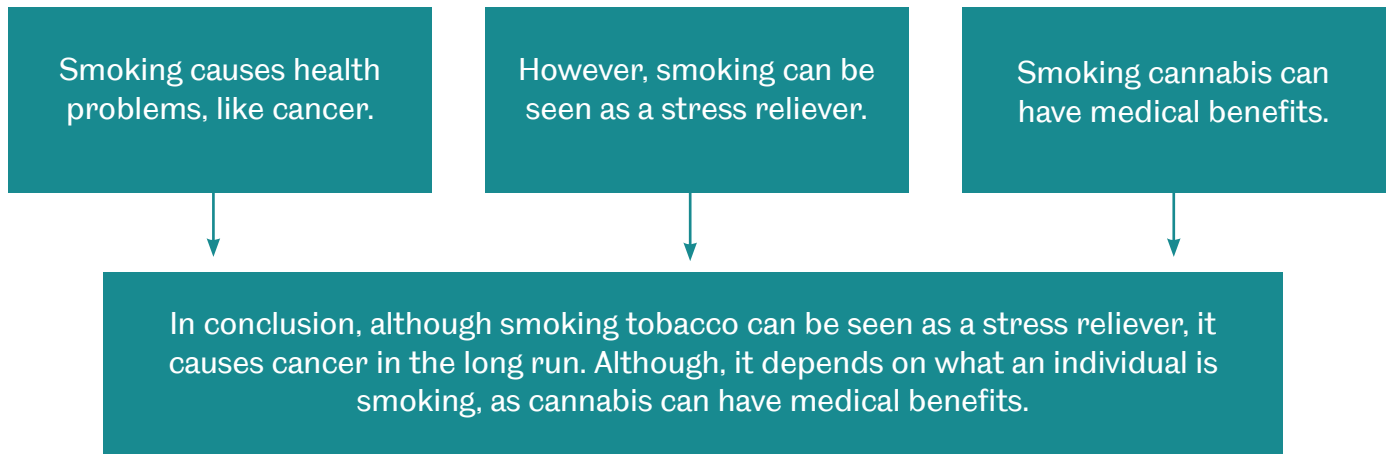 Smoking causes health
problems, like cancer.
However, smoking can be
seen as a stress reliever.
Smoking cannabis can
have medical benefits.
In conclusion, although smoking tobacco can be seen as a stress reliever, it
causes cancer in the long run. Although, it depends on what an individual is
smoking, as cannabis can have medical benefits.